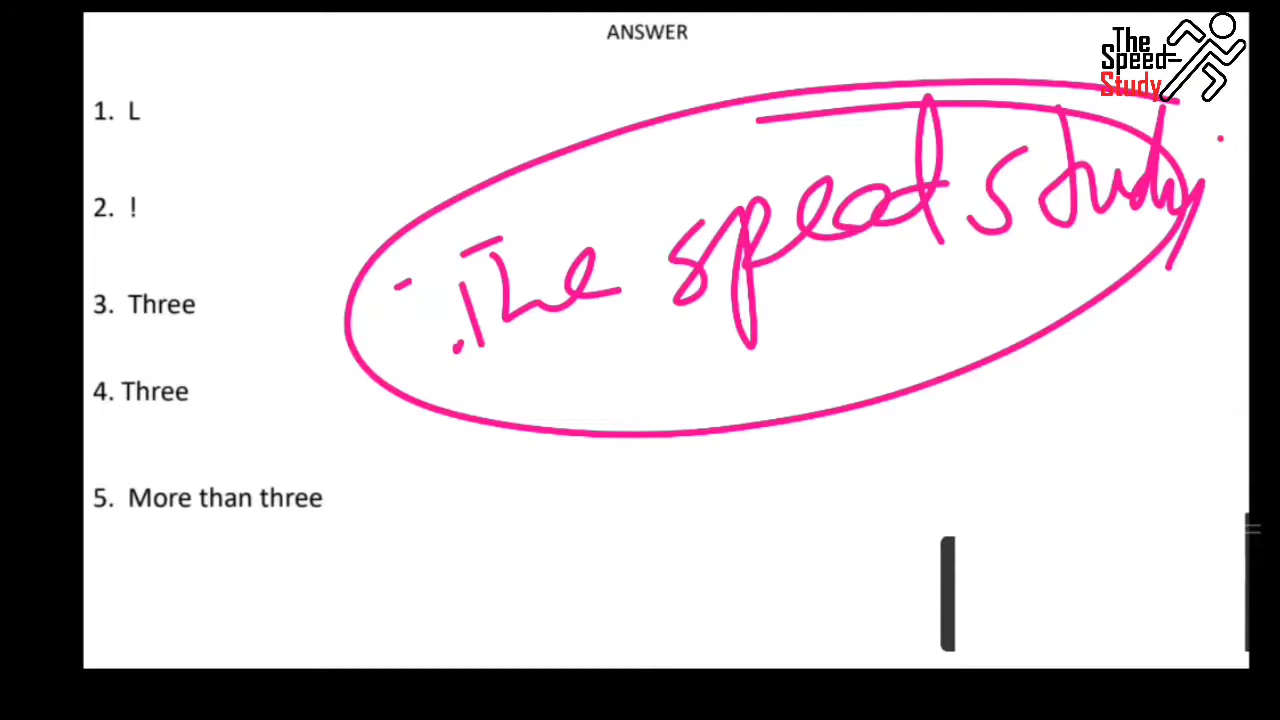 ANSWER
The
Speed-
Study
1. L
The speed study
2. !
3. Three
4. Three
5. More than three